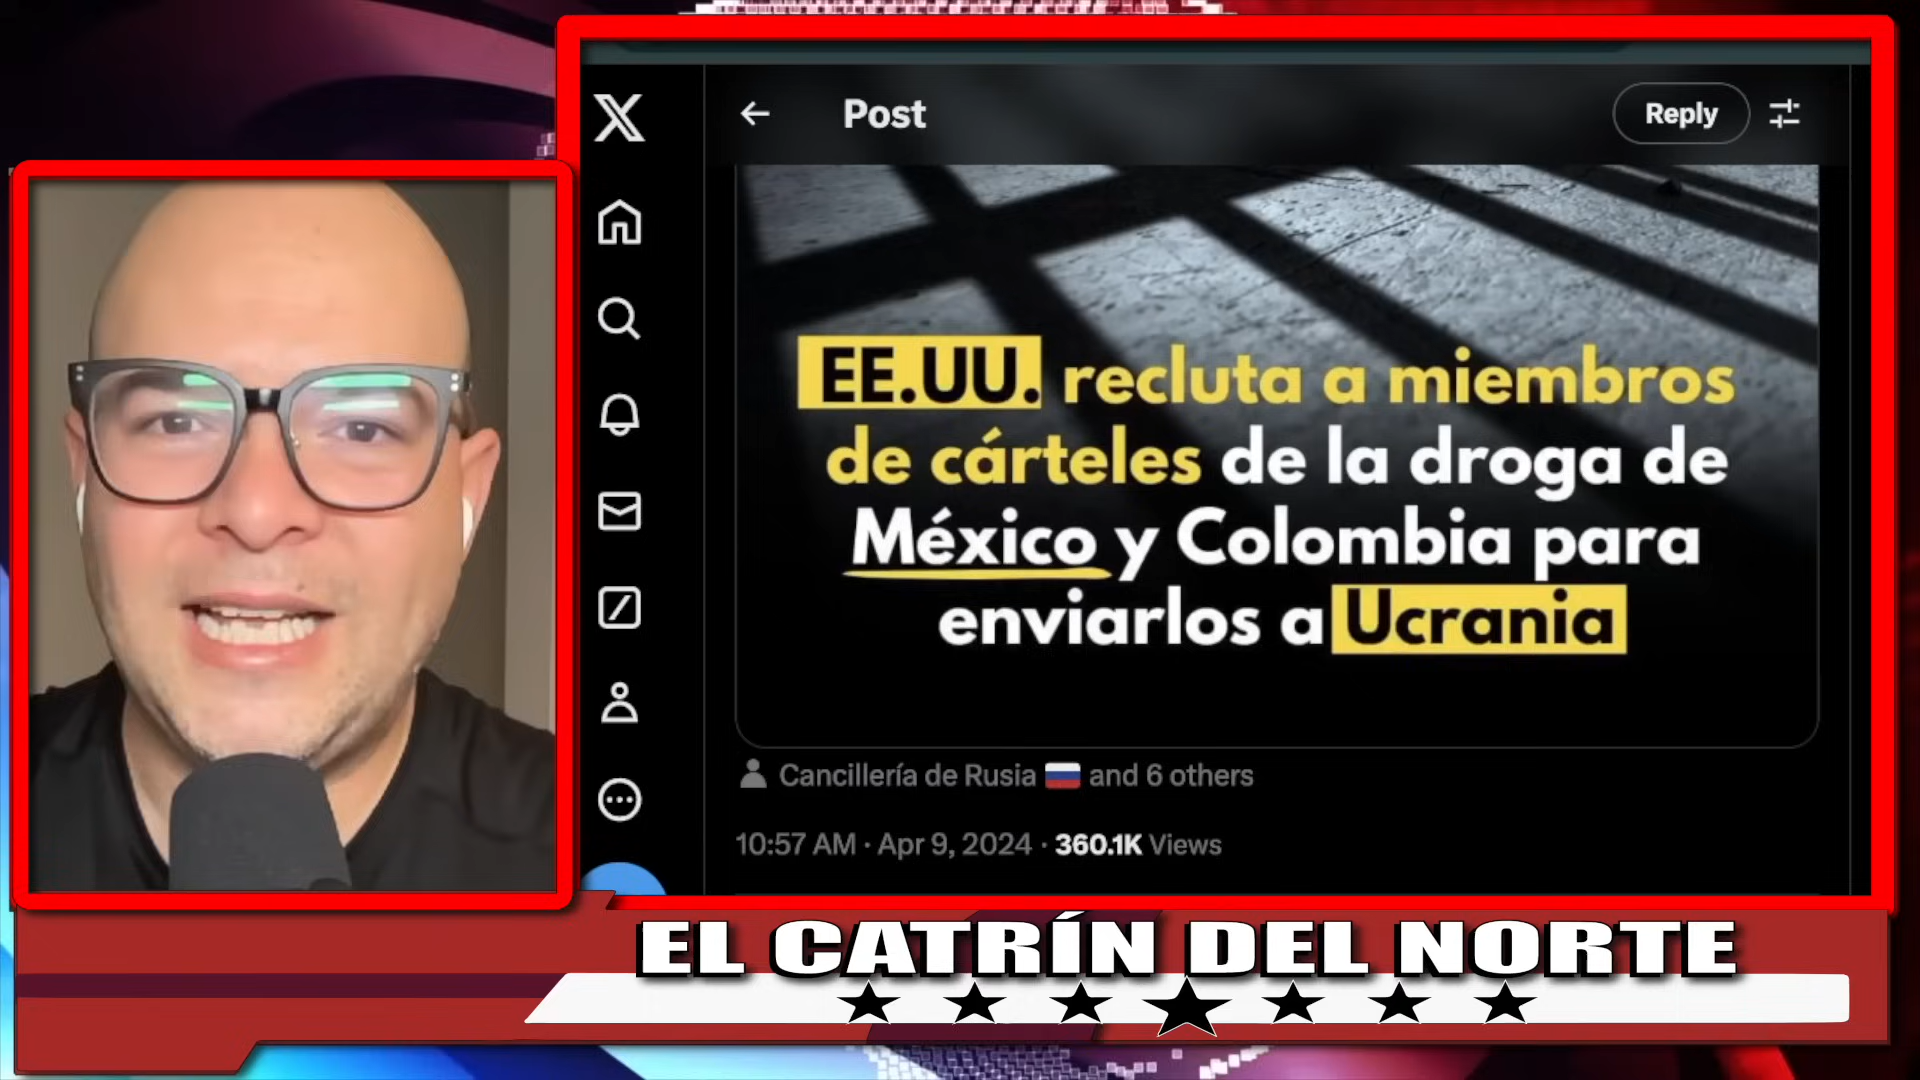 Post
Reply
EE.UU. recluta a miembros
de cárteles de la droga de
México y Colombia para
enviarlos a Ucrania
Cancillería de Rusia and 6 others
10:57 AM · Apr 9, 2024 · 360.1K Views
EL CATRÍN DEL NORTE